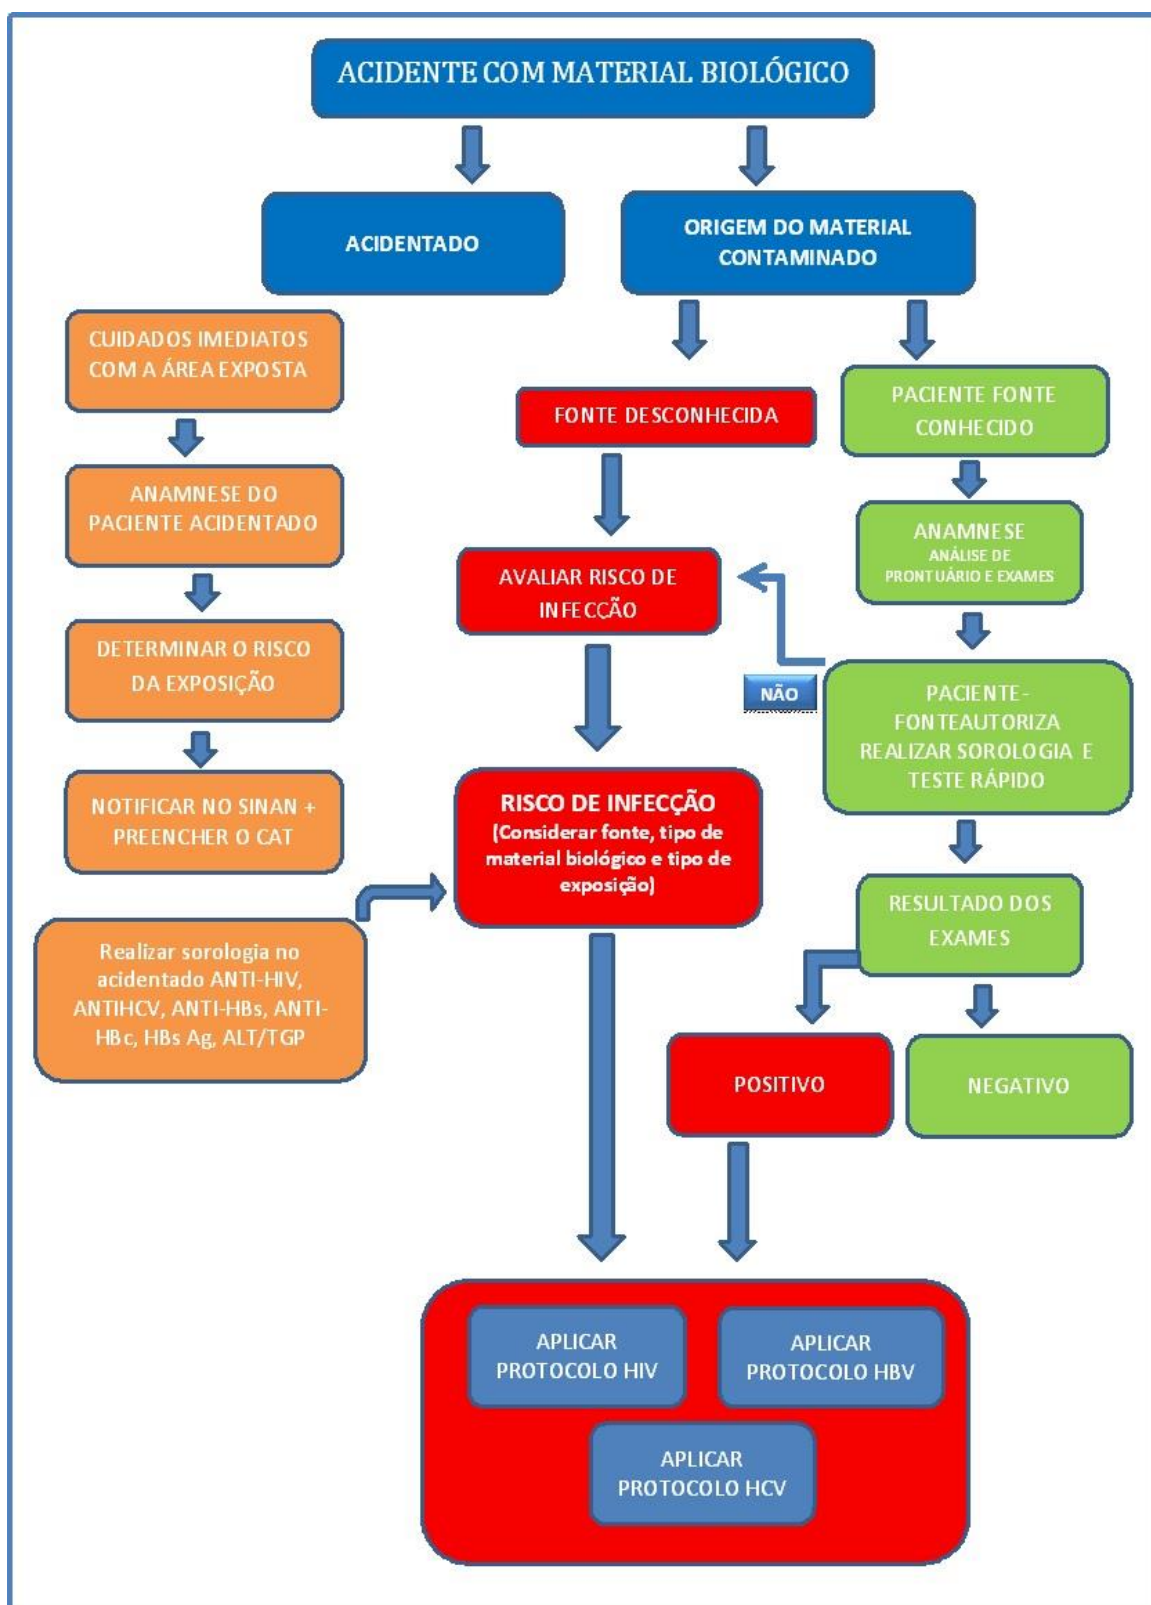 ACIDENTE COM MATERIAL BIOLÓGICO
ACIDENTADO
ORIGEM DO MATERIAL
CONTAMINADO
CUIDADOS IMEDIATOS
COM A ÁREA EXPOSTA
ANAMNESE DO
PACIENTE ACIDENTADO
DETERMINAR O RISCO
DA EXPOSIÇÃO
NOTIFICAR NO SINAN +
PREENCHER O CAT
Realizar sorologia no
acidentado ANTI-HIV,
ANTIHCV, ANTI-HBs, ANTI-
HBc, HBs Ag, ALT/TGP
FONTE DESCONHECIDA
AVALIAR RISCO DE
INFECÇÃO
RISCO DE INFECÇÃO
(Considerar fonte, tipo de
material biológico e tipo de
exposição)
PACIENTE FONTE
CONHECIDO
ANAMNESE
ANÁLISE DE
PRONTUÁRIO E EXAMES
NÃO
PACIENTE-
FONTEAUTORIZA
REALIZAR SOROLOGIA E
TESTE RÁPIDO
RESULTADO DOS
EXAMES
POSITIVO
NEGATIVO
APLICAR
PROTOCOLO HIV
APLICAR
PROTOCOLO HBV
APLICAR
PROTOCOLO HCV